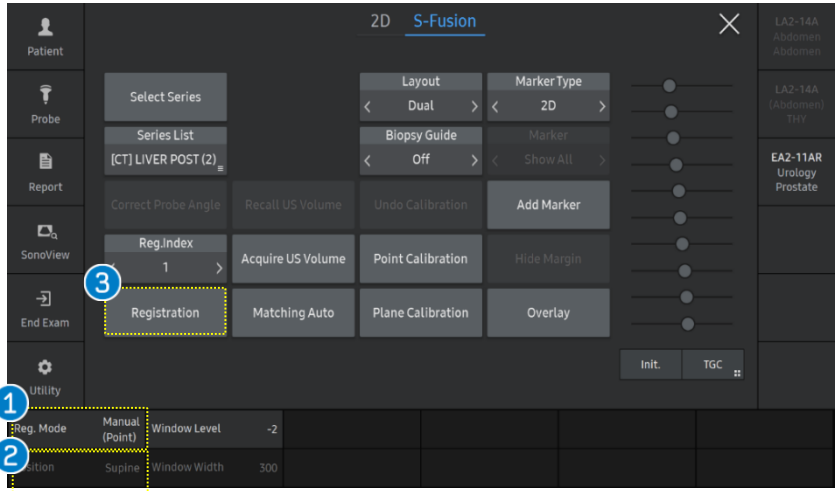 2D S-Fusion
Patient
Probe
Report
SonoView
End Exam
Utility
Select Series
Layout
Dual
Marker Type
2D
Series List
[CT] LIVER POST (2)
Biopsy Guide
Off
Marker
Show All
Correct Probe Angle
Recall US Volume
Undo Calibration
Add Marker
Reg.Index
1
Acquire US Volume
Point Calibration
Hide Margin
3
Registration
Matching Auto
Plane Calibration
Overlay
Init.
TGC
LA2-14A
Abdomen
Abdomen
LA2-14A
(Abdomen)
THY
EA2-11AR
Urology
Prostate
1
Reg. Mode
Manual
(Point)
Window Level
-2
2
Supine
Window Width
300